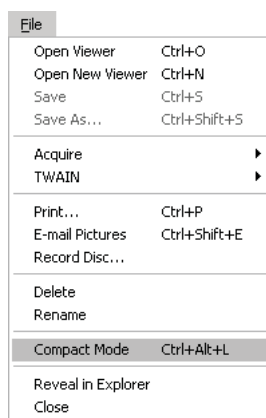 File
Open Viewer Ctrl+O
Open New Viewer Ctrl+N
Save Ctrl+S
Save As... Ctrl+Shift+S
Acquire
TWAIN
Print... Ctrl+P
E-mail Pictures Ctrl+Shift+E
Record Disc...
Delete
Rename
Compact Mode Ctrl+Alt+L
Reveal in Explorer
Close